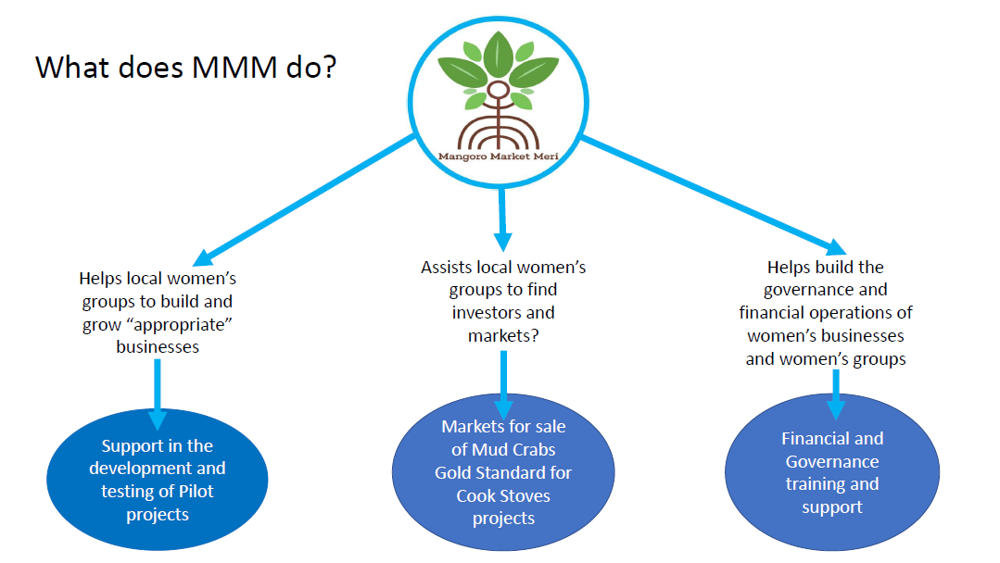 What does MMM do?
Mangoro Market Meri
Helps local women's
groups to build and
grow “appropriate”
businesses
Assists local women's
groups to find
investors and
markets?
Helps build the
governance and
financial operations of
women's businesses
and women's groups
Support in the
development and
testing of Pilot
projects
Markets for sale
of Mud Crabs
Gold Standard for
Cook Stoves
projects
Financial and
Governance
training and
support